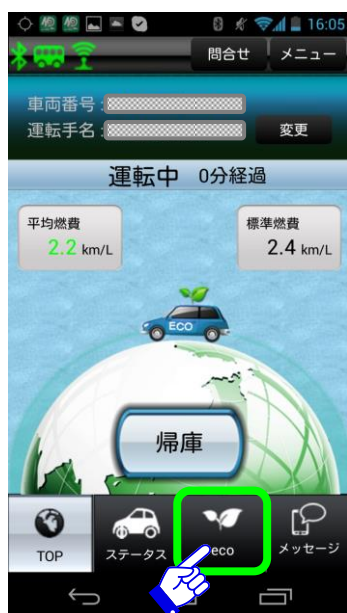 16:05
問合せ メニュー
車両番号:
運転手名: 変更
運転中 0分経過
平均燃費 標準燃費
2.2 km/L 2.4 km/L
ECO
帰庫
TOP ステータス eco メッセージ